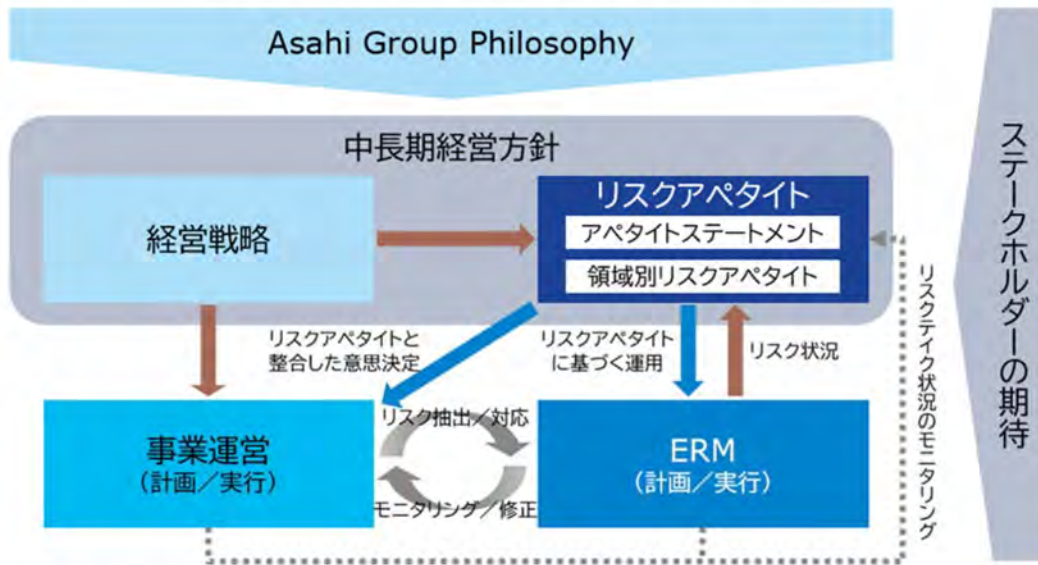 Asahi Group Philosophy
中長期経営方針
経営戦略
リスクアペタイト
アペタイトステートメント
領域別リスクアペタイト
リスクアペタイトと
整合した意思決定
リスクアペタイト
に基づく運用
リスク状況
事業運営
(計画/実行)
リスク抽出/対応
モニタリング/修正
ERM
(計画/実行)
リスクテイク状況のモニタリング
ステークホルダーの期待